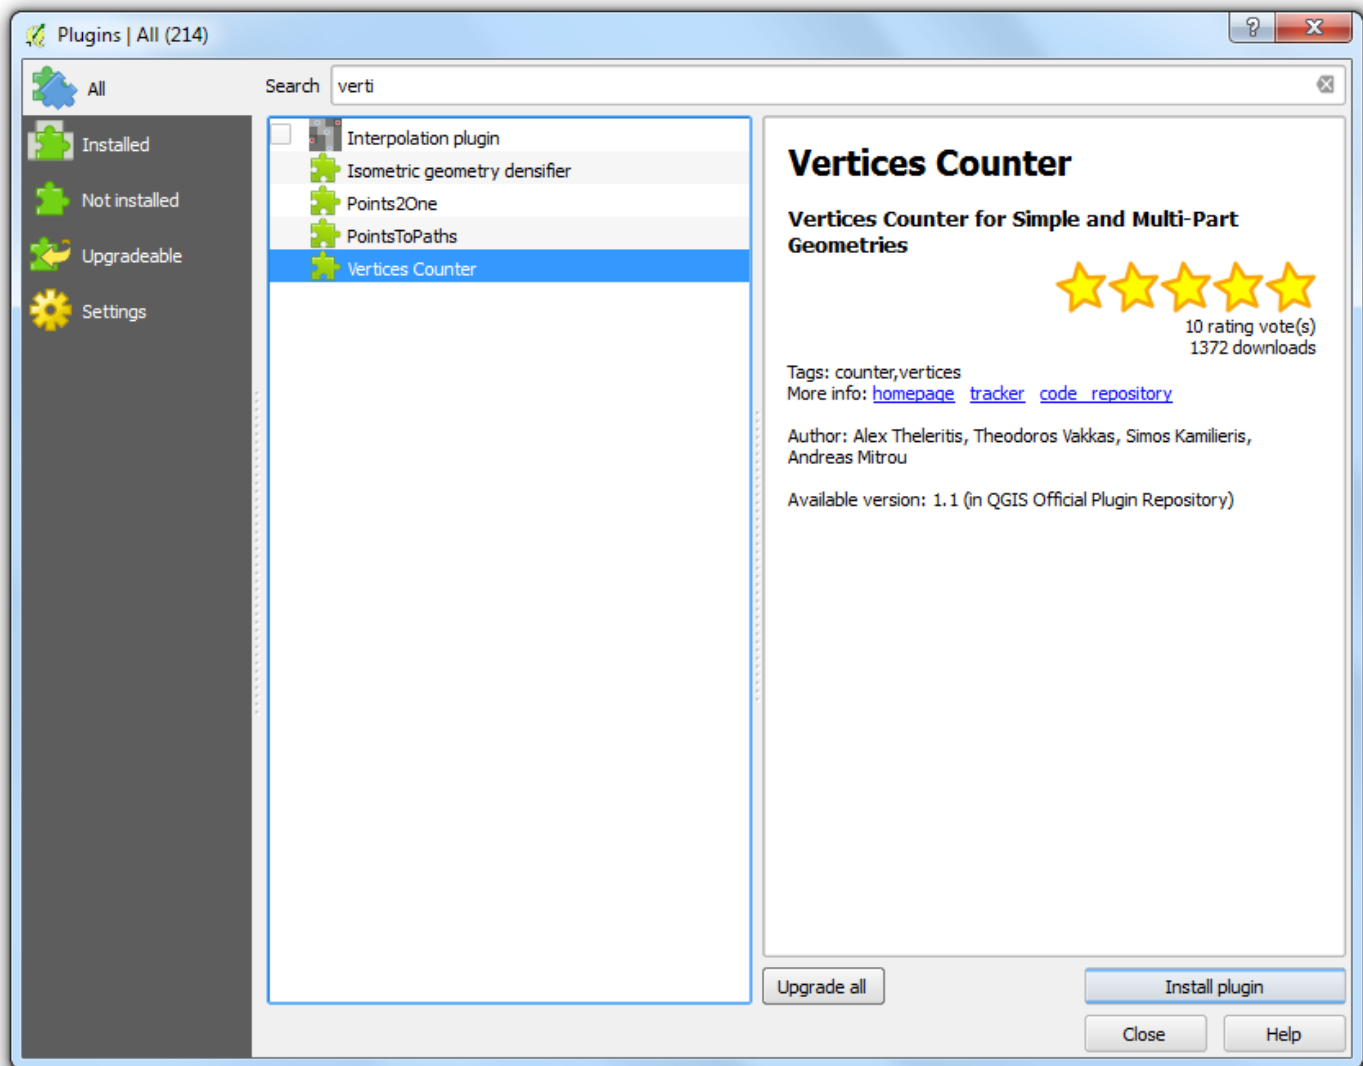 Plugins | All (214)
All
Search verti
Installed
Not installed
Upgradeable
Settings
Interpolation plugin
Isometric geometry densifier
Points2One
PointsToPaths
Vertices Counter
Vertices Counter
Vertices Counter for Simple and Multi-Part
Geometries
10 rating vote(s)
1372 downloads
Tags: counter,vertices
More info: homepage tracker code repository
Author: Alex Theleritis, Theodoros Vakkas, Simos Kamilieris,
Andreas Mitrou
Available version: 1.1 (in QGIS Official Plugin Repository)
Upgrade all
Install plugin
Close
Help